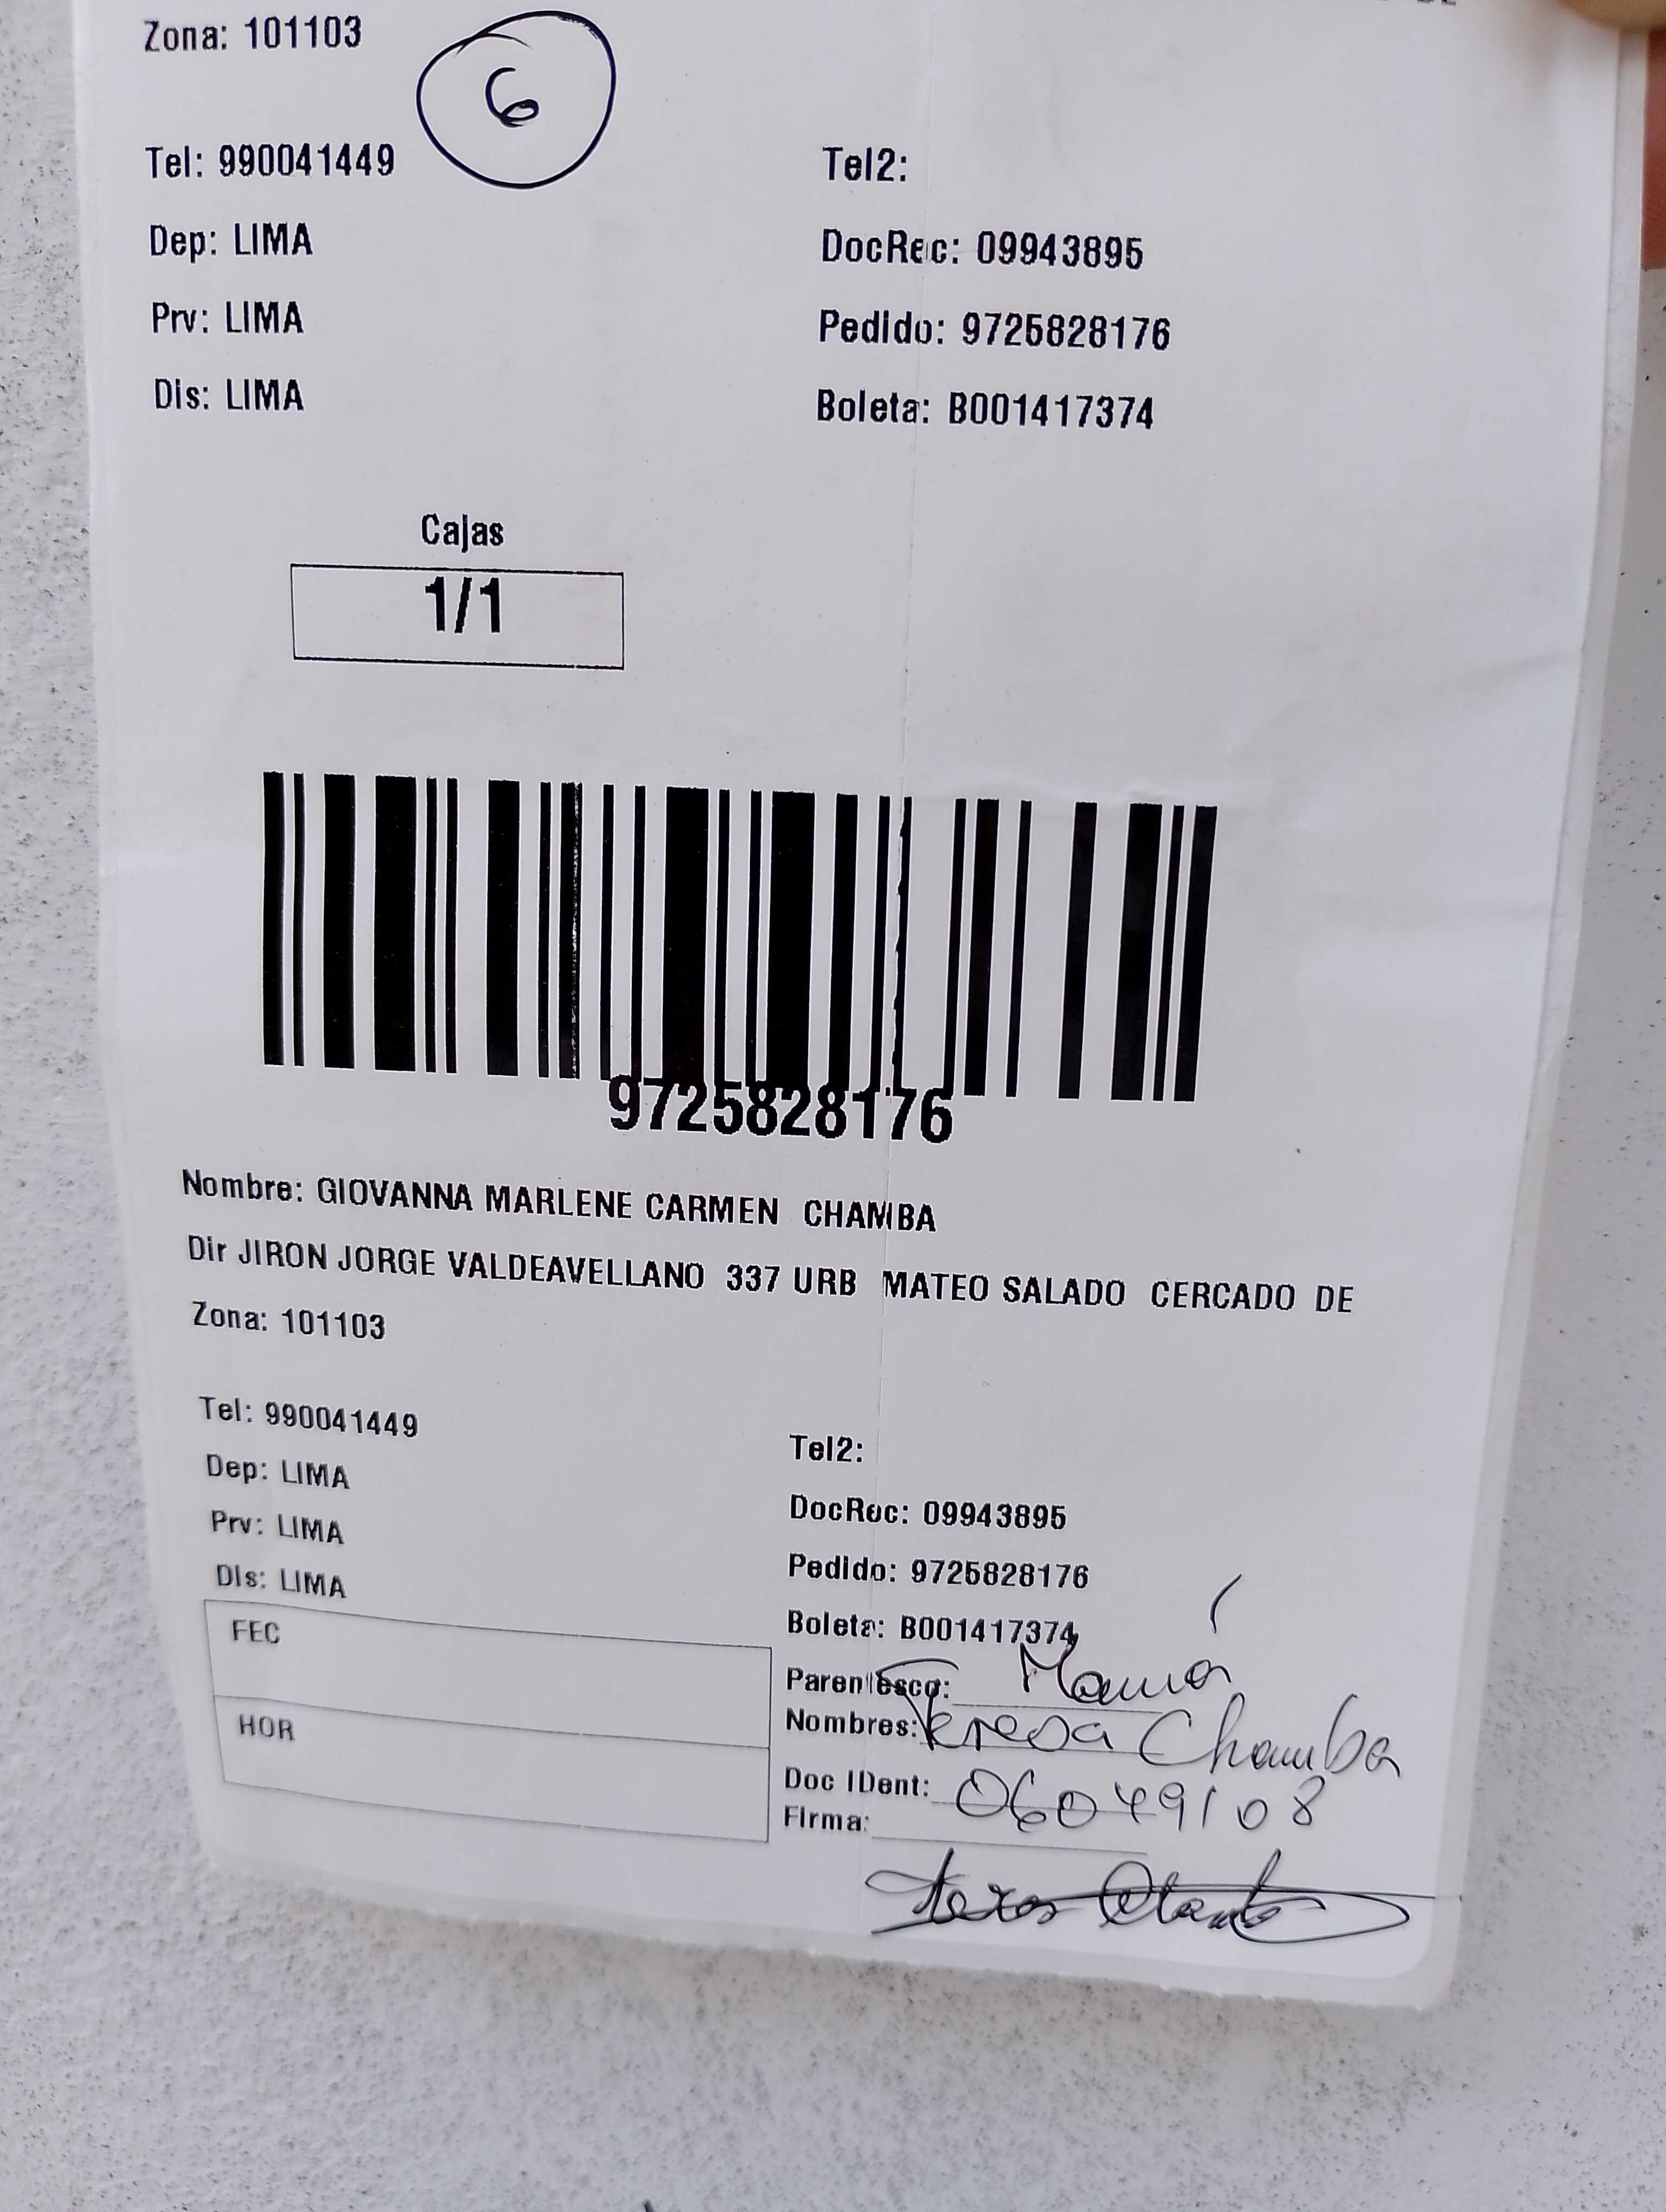 Zona: 101103
6
Tel: 990041449
Tel2:
Dep: LIMA
DocRec: 09943895
Prv: LIMA
Pedido: 9725828176
Dis: LIMA
Boleta: B001417374
Cajas
1/1
9725828176
Nombre: GIOVANNA MARLENE CARMEN CHAMBA
Dir JIRON JORGE VALDEAVELLANO 337 URB MATEO SALADO CERCADO DE
Zona: 101103
Tel: 990041449
Tel2:
Dep: LIMA
DocRec: 09943895
Prv: LIMA
Pedido: 9725828176
Dis: LIMA
Boleta: B001417374
FEC
Parentesco: Mamá
HOR
Nombres: Teresa Chamba
Doc IDent: 06049108
Firma: